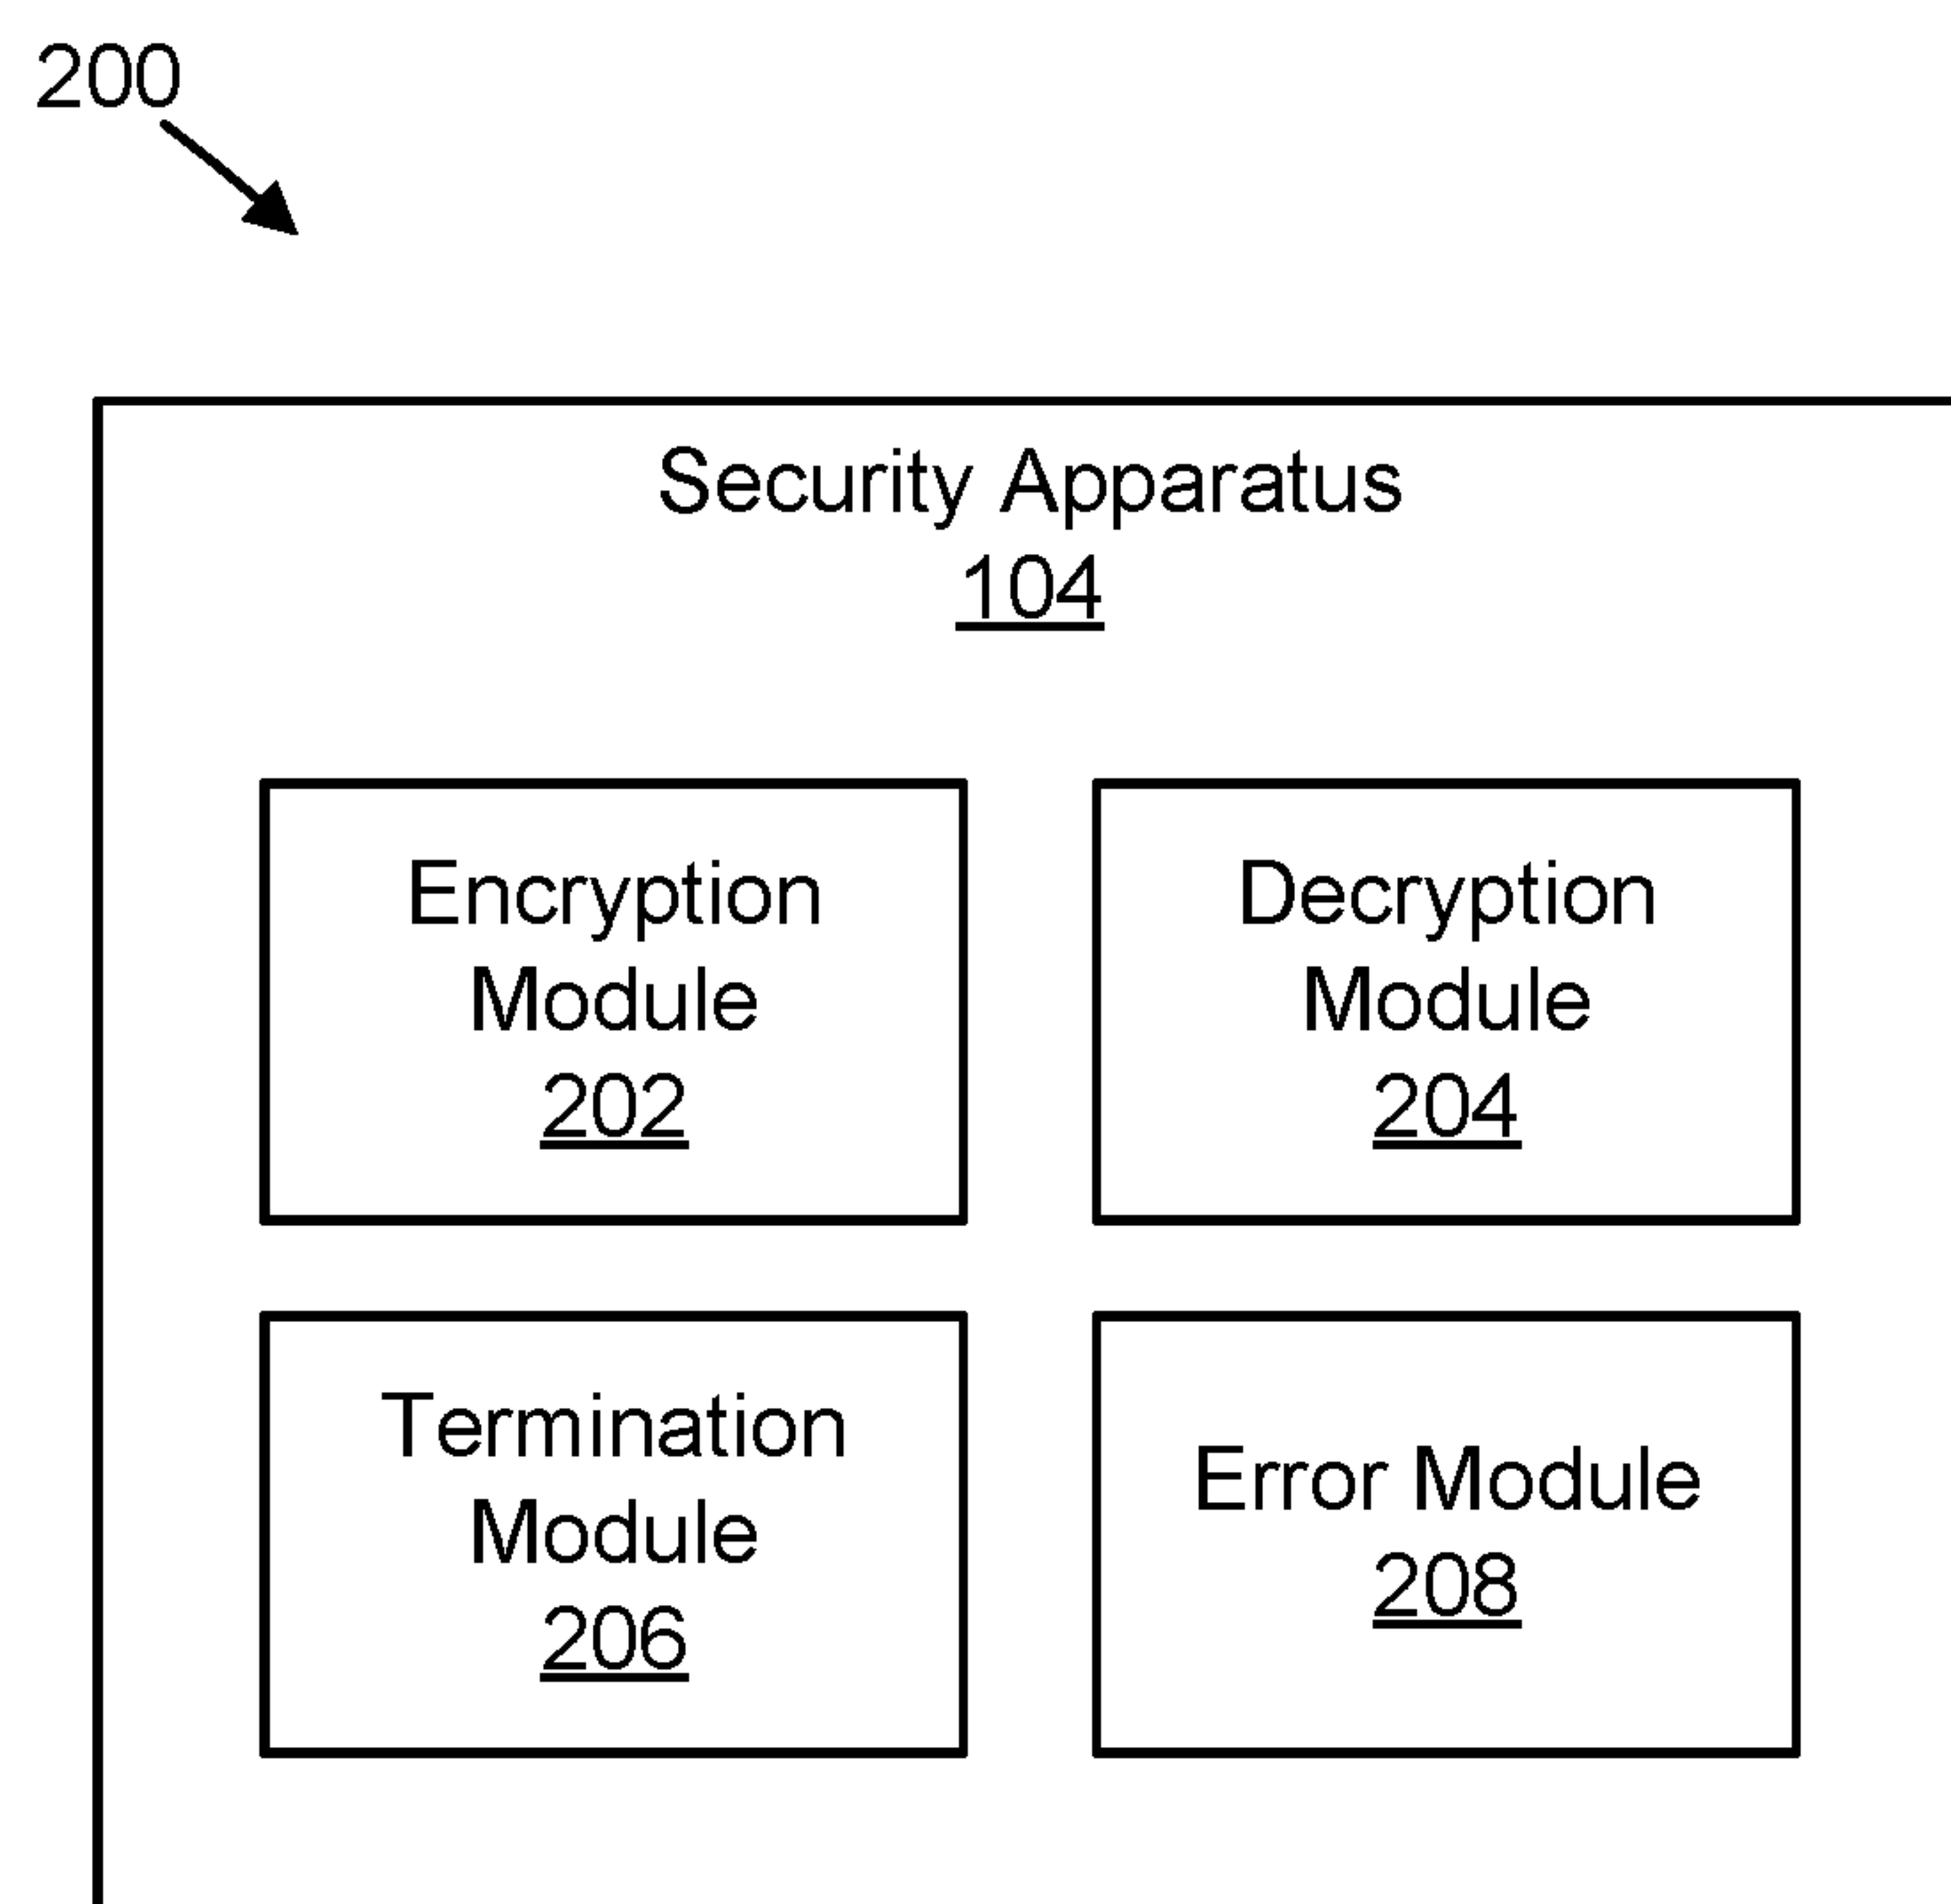 200
Security Apparatus
104
Encryption
Module
202
Decryption
Module
204
Termination
Module
206
Error Module
208